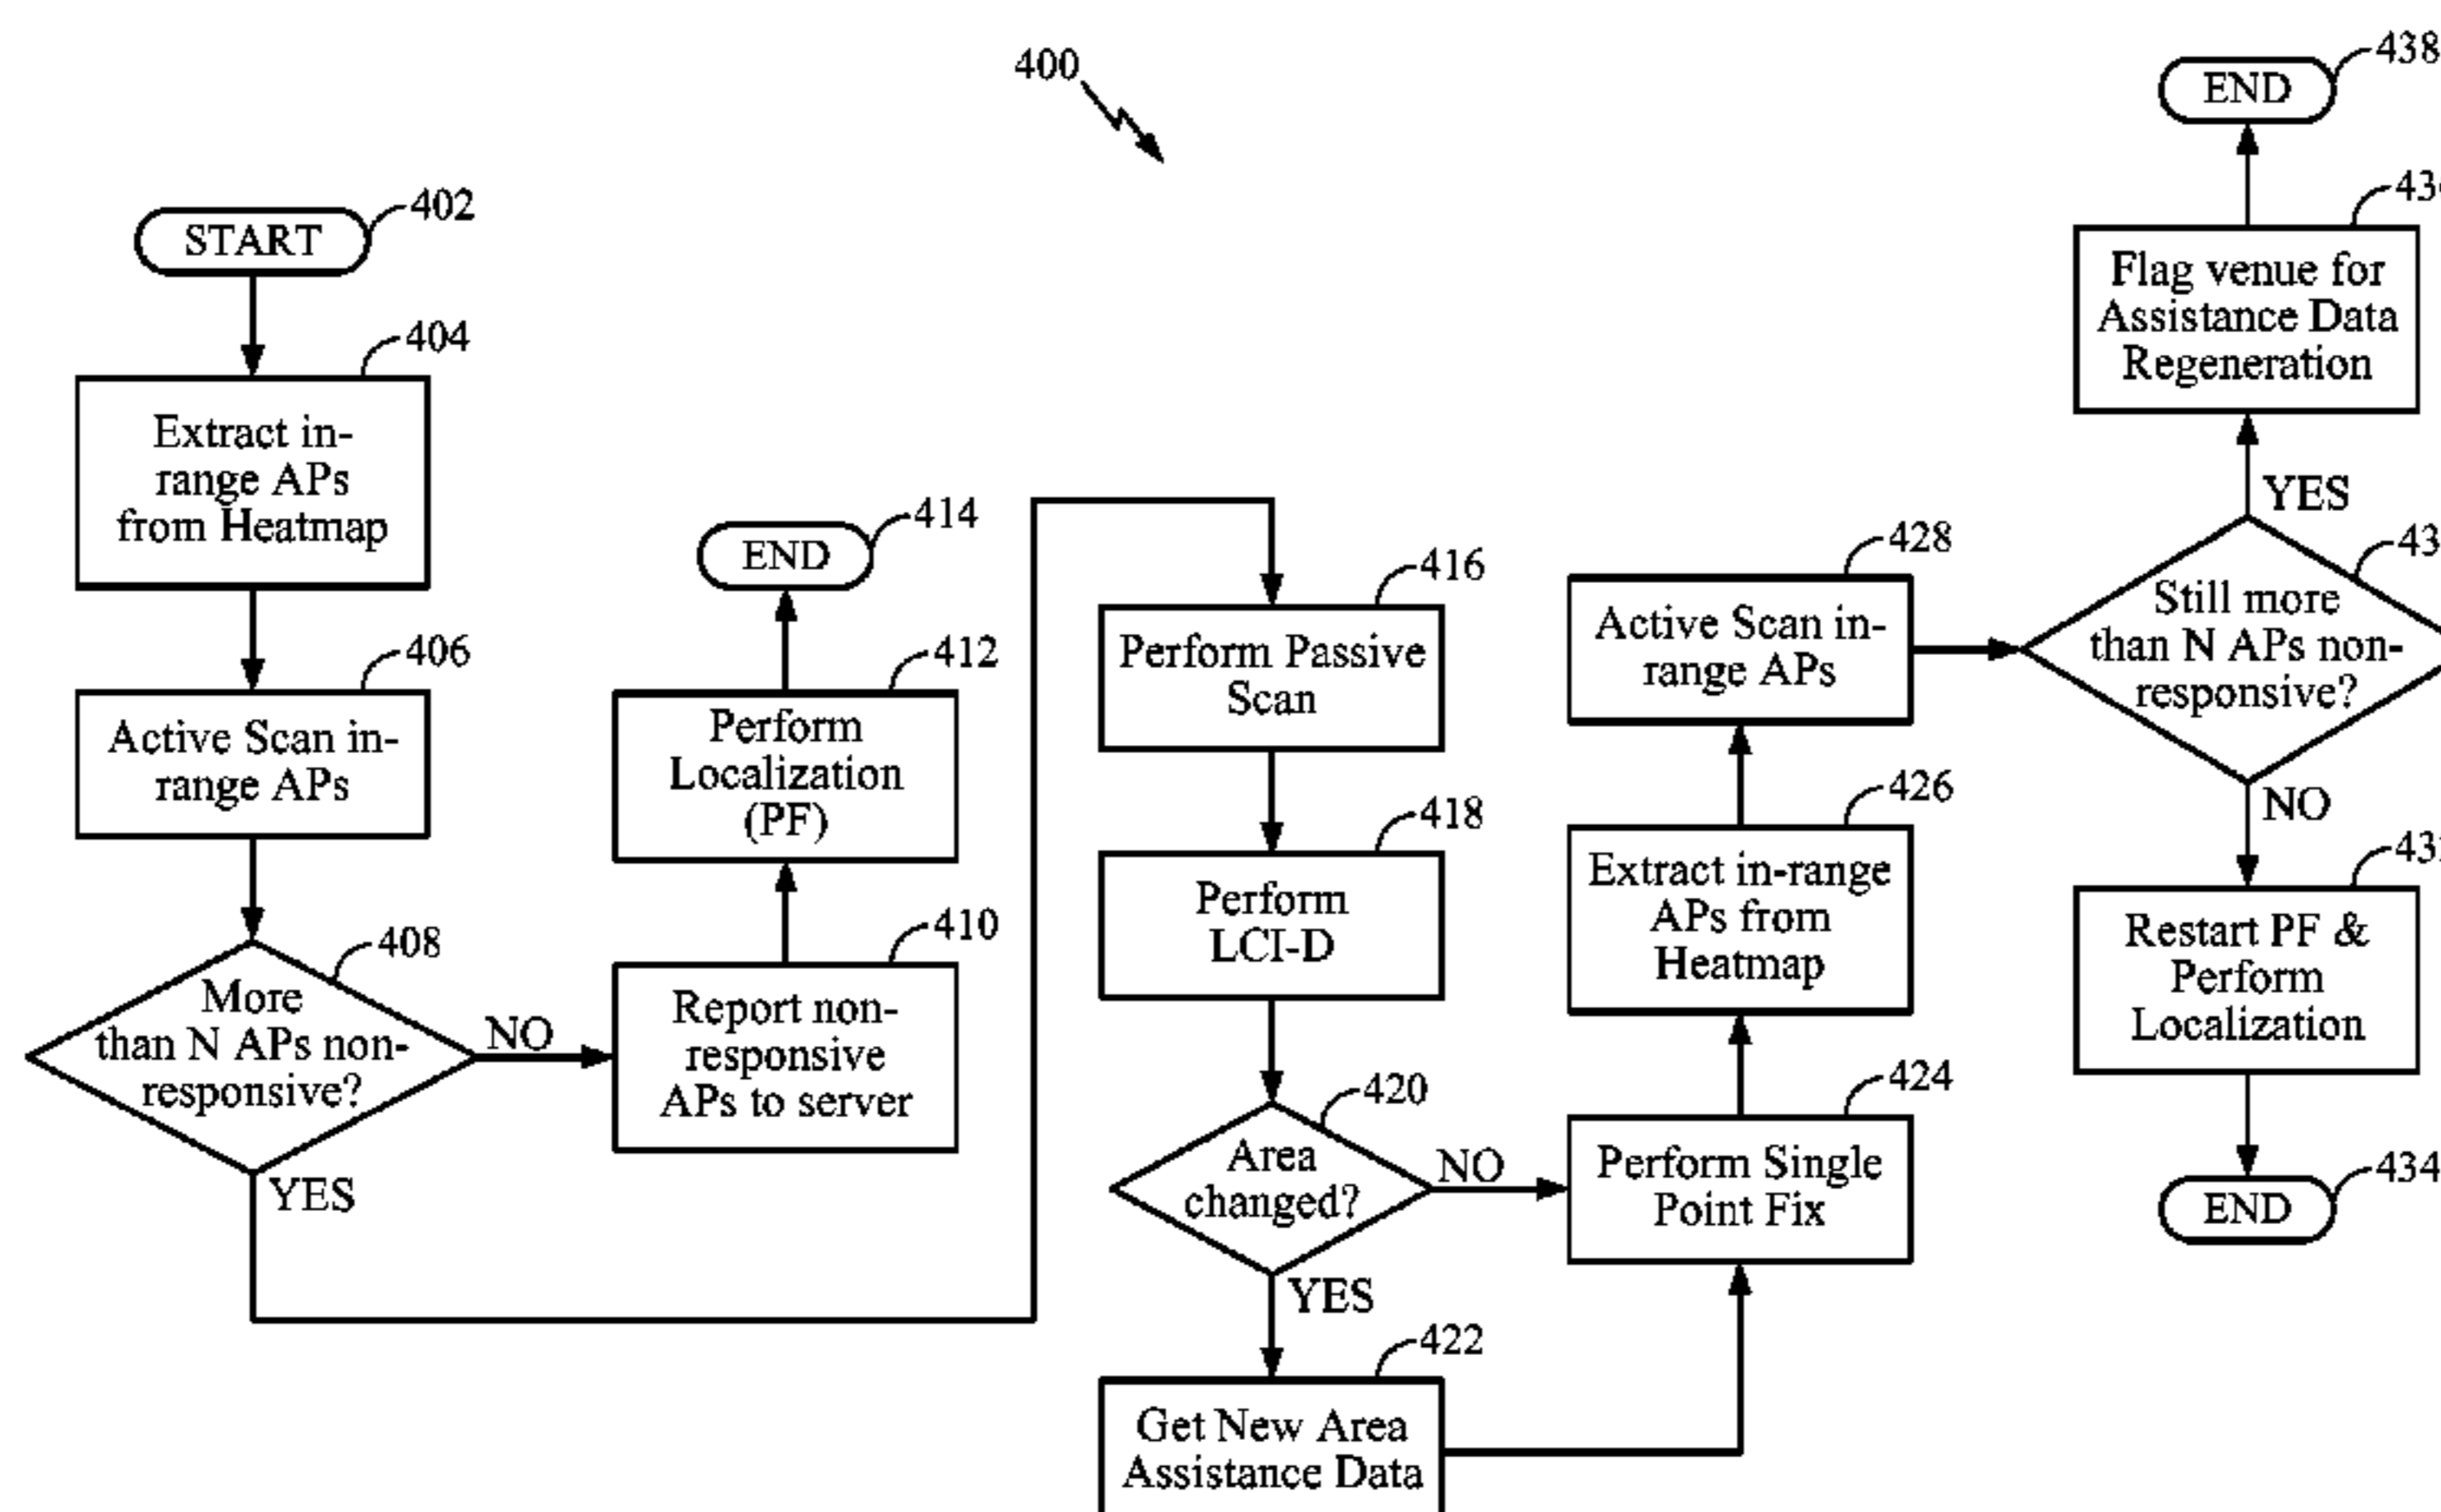 400
START
402
404
Extract in-
range APs
from Heatmap
406
Active Scan in-
range APs
408
More
than N APs non-
responsive?
NO
YES
410
Report non-
responsive
APs to server
412
Perform
Localization
(PF)
414
END
416
Perform Passive
Scan
418
Perform
LCI-D
420
Area
changed?
NO
YES
422
Get New Area
Assistance Data
424
Perform Single
Point Fix
426
Extract in-range
APs from
Heatmap
428
Active Scan in-
range APs
Still more
than N APs non-
responsive?
YES
NO
Flag venue for
Assistance Data
Regeneration
438
END
Restart PF &
Perform
Localization
434
END